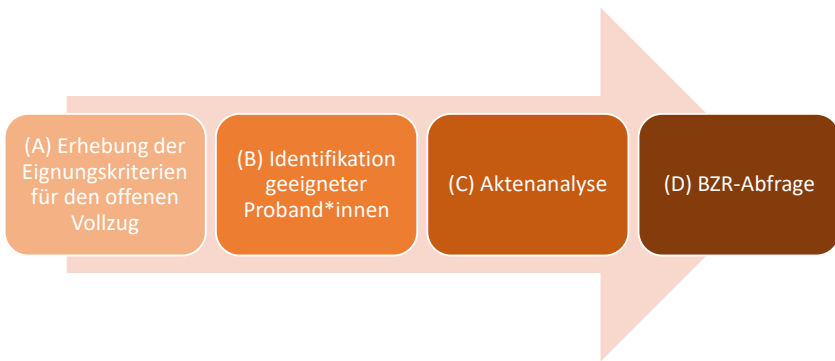 (A) Erhebung der
Eignungskriterien
für den offenen
Vollzug
(B) Identifikation
geeigneter
Proband*innen
(C) Aktenanalyse
(D) BZR-Abfrage